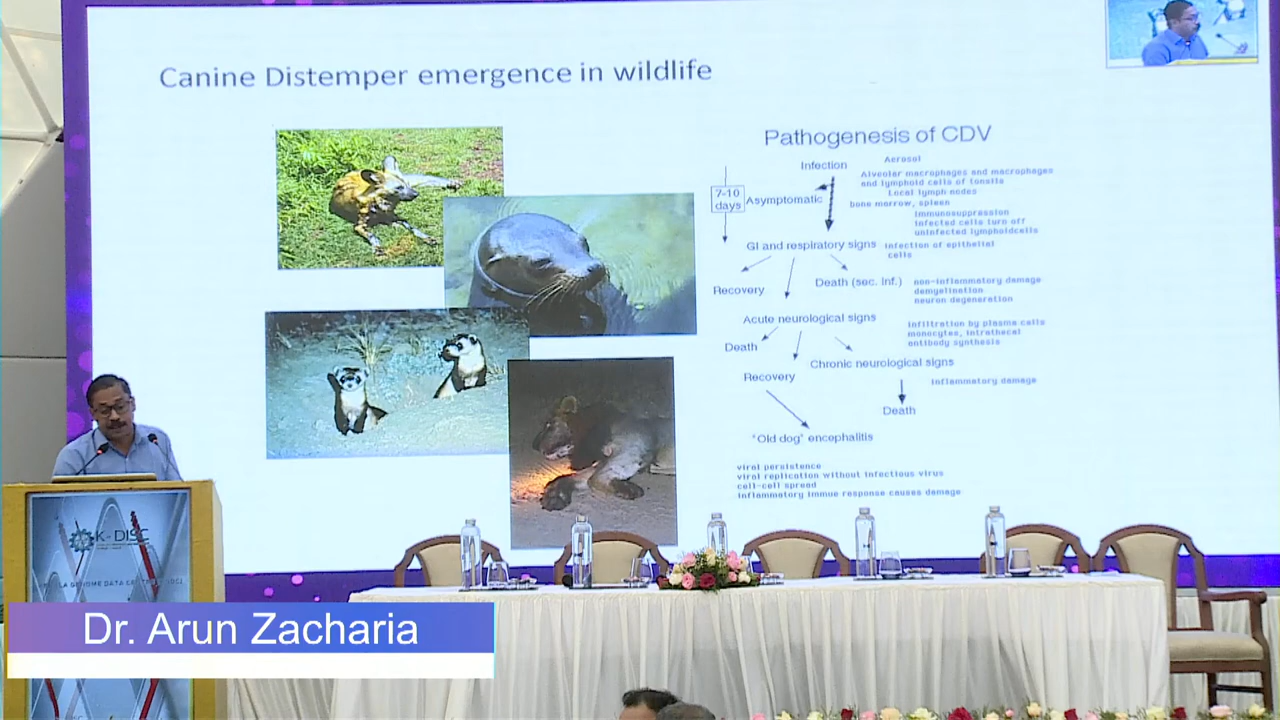 Canine Distemper emergence in wildlife
Pathogenesis of CDV
Infection
Aerosol
Alveolar macrophages and macrophages
and lymphoid cells of tonsils
Local lymph nodes
bone morrow, spleen
7-10
days
Asymptomatic
immunosuppression
infected cells turn off
uninfected lymphoidcells
GI and respiratory signs
infection of epithelial
cells
Recovery
Death (sec. inf.)
non-inflammatory damage
demyelination
neuron degeneration
Acute neurological signs
infiltration by plasma cells
monocytes, intrathecal
antibody synthesis
Death
Recovery
Chronic neurological signs
inflammatory damage
Death
"Old dog" encephalitis
viral persistence
viral replication without infectious virus
cell-cell spread
inflammatory immue response causes damage
K-DISC
GENOME DATA
Dr. Arun Zacharia